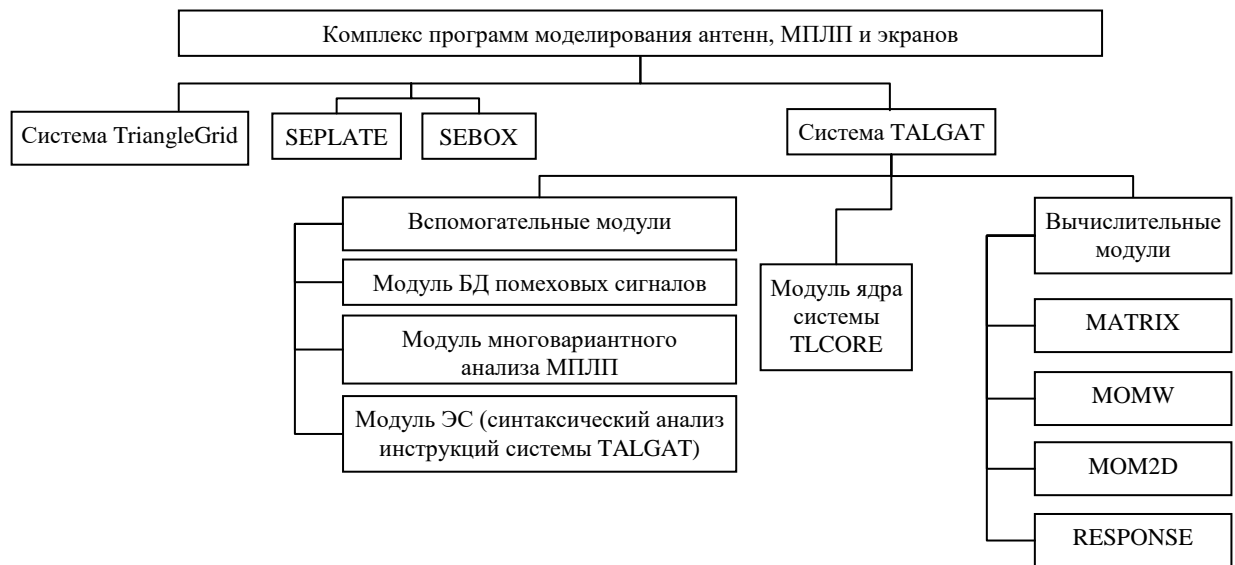 Комплекс программ моделирования антенн, МПЛП и экранов
Система TriangleGrid
SEPLATE
SEBOX
Система TALGAT
Вспомогательные модули
Модуль БД помеховых сигналов
Модуль многовариантного
анализа МПЛП
Модуль ЭС (синтаксический анализ
инструкций системы TALGAT)
Модуль ядра
системы
TLCORE
Вычислительные
модули
MATRIX
MOMW
MOM2D
RESPONSE